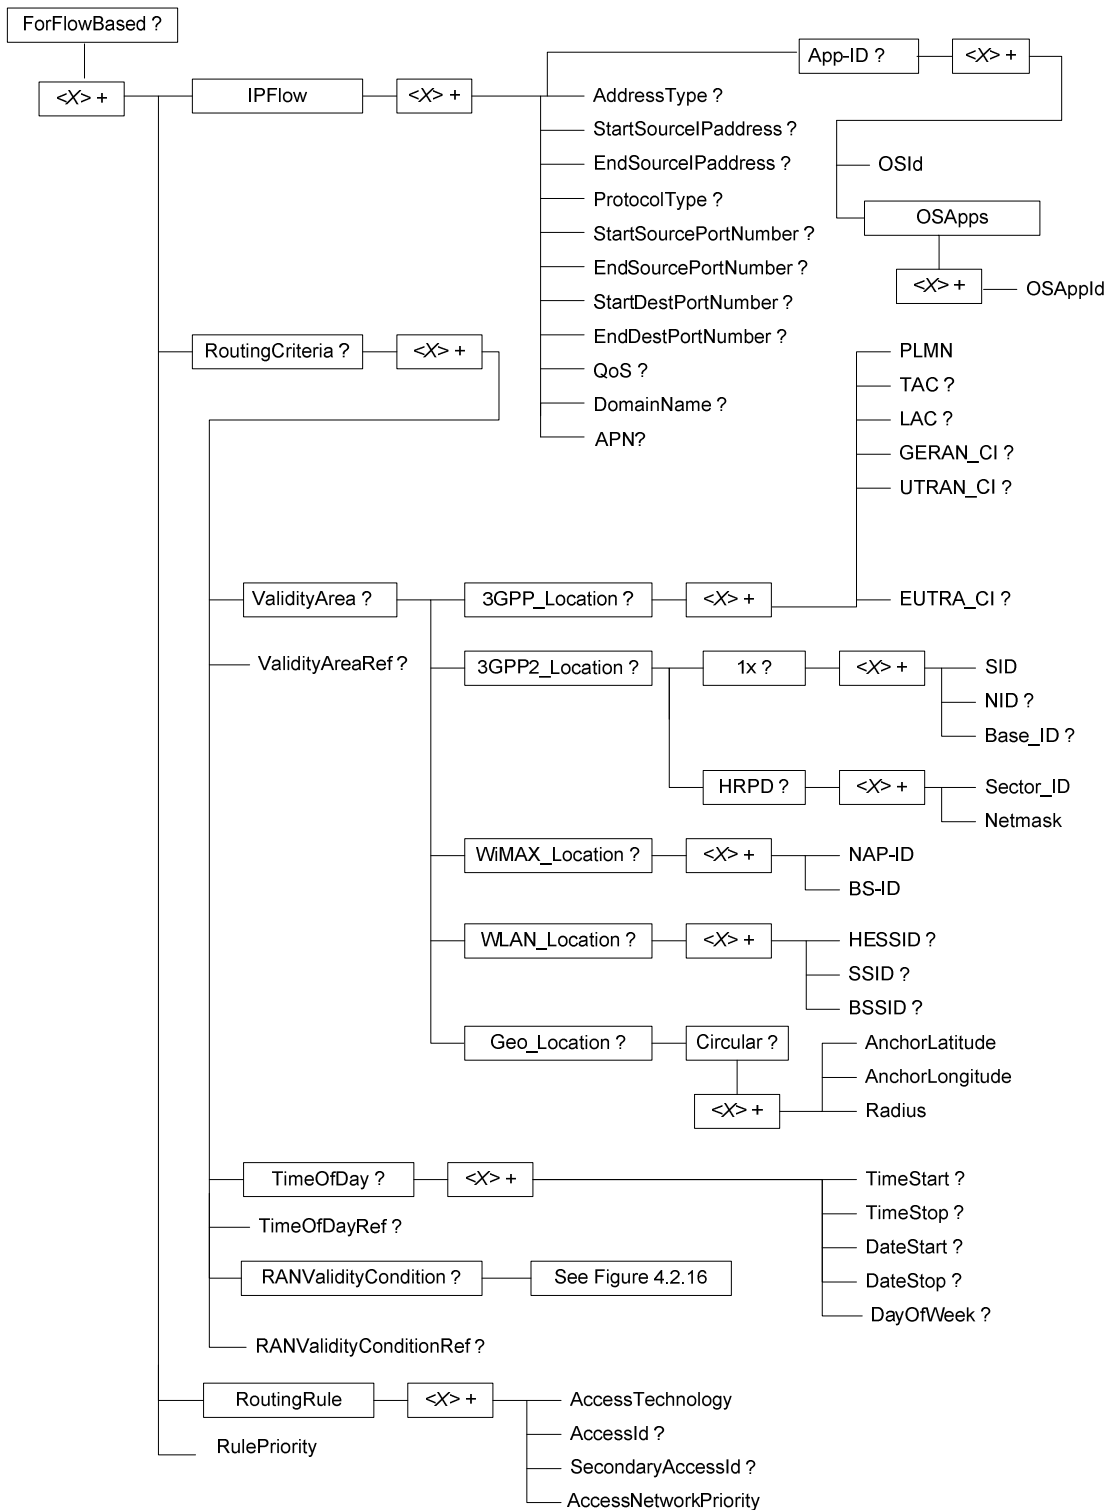 ForFlowBased ?
<X> +
IPFlow
<X> +
App-ID ?
<X> +
OSId
OSApps
<X> +
OSAppId
AddressType ?
StartSourceIPaddress ?
EndSourceIPaddress ?
ProtocolType ?
StartSourcePortNumber ?
EndSourcePortNumber ?
StartDestPortNumber ?
EndDestPortNumber ?
QoS ?
DomainName ?
APN?
RoutingCriteria ?
<X> +
ValidityArea ?
3GPP_Location ?
<X> +
PLMN
TAC ?
LAC ?
GERAN_CI ?
UTRAN_CI ?
EUTRA_CI ?
ValidityAreaRef ?
3GPP2_Location ?
1x ?
<X> +
SID
NID ?
Base_ID ?
HRPD ?
<X> +
Sector_ID
Netmask
WiMAX_Location ?
<X> +
NAP-ID
BS-ID
WLAN_Location ?
<X> +
HESSID ?
SSID ?
BSSID ?
Geo_Location ?
Circular ?
<X> +
AnchorLatitude
AnchorLongitude
Radius
TimeOfDay ?
<X> +
TimeStart ?
TimeStop ?
DateStart ?
DateStop ?
DayOfWeek ?
TimeOfDayRef ?
RANValidityCondition ?
See Figure 4.2.16
RANValidityConditionRef ?
RoutingRule
<X> +
AccessTechnology
AccessId ?
SecondaryAccessId ?
AccessNetworkPriority
RulePriority